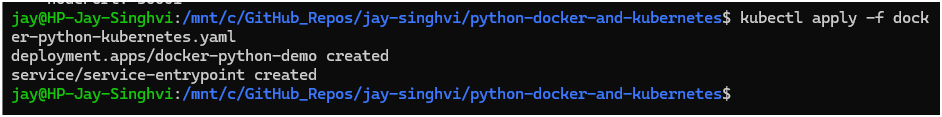 jay@HP-Jay-Singhvi:/mnt/c/GitHub_Repos/jay-singhvi/python-docker-and-kubernetes$ kubectl apply -f dock
er-python-kubernetes.yaml
deployment.apps/docker-python-demo created
service/service-entrypoint created
jay@HP-Jay-Singhvi:/mnt/c/GitHub_Repos/jay-singhvi/python-docker-and-kubernetes$